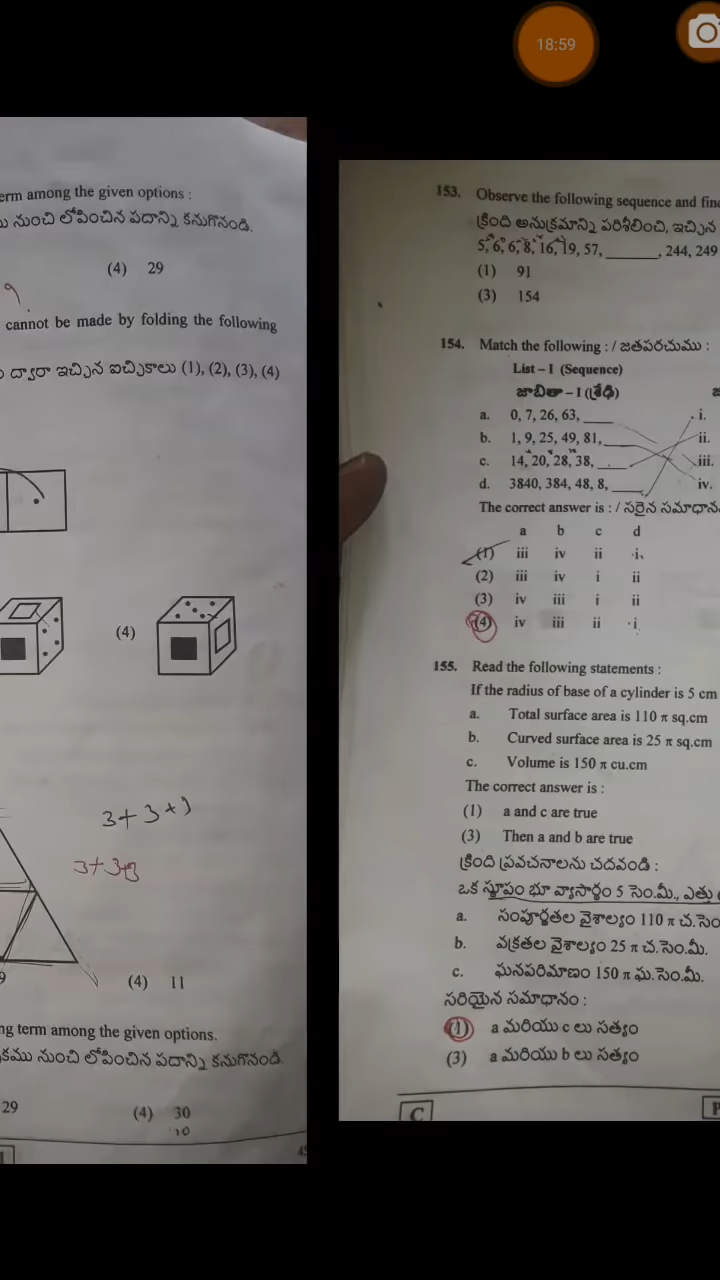 18:59
erm among the given options :
ను నుంచి లోపించిన పదాన్ని కనుగొనండి.
(4) 29
cannot be made by folding the following
ద్వారా ఇచ్చిన ఐచ్ఛికాలు (1), (2), (3), (4)
(4)
3+3+
3+3+3
(4) 11
ng term among the given options.
కమం నుంచి లోపించిన పదాన్ని కనుగొనండి
29
(4) 30
10
153. Observe the following sequence and find
క్రింది అనుక్రమాన్ని పరిశీలించి, ఇచ్చిన
5, 6, 6, 8, 16, 19, 57, ______, 244, 249
(1) 91
(3) 154
154. Match the following : / జతపరచుము :
List – I (Sequence)
జాబితా – I (శ్రేఢి)
a. 0, 7, 26, 63, ____
i.
b. 1, 9, 25, 49, 81, ____
ii.
c. 14, 20, 28, 38, ____
iii.
d. 3840, 384, 48, 8, ____
iv.
The correct answer is : / సరైన సమాధాన
a b c d
(1) iii iv ii i
(2) iii iv i ii
(3) iv iii i ii
(4) iv iii ii i
155. Read the following statements :
If the radius of base of a cylinder is 5 cm
a. Total surface area is 110 π sq.cm
b. Curved surface area is 25 π sq.cm
c. Volume is 150 π cu.cm
The correct answer is :
(1) a and c are true
(3) Then a and b are true
క్రింది ప్రవచనాలను చదవండి :
ఒక స్థూపం భూ వ్యాసార్ధం 5 సెం.మీ., ఎత్తు
a. సంపూర్ణతల వైశాల్యం 110 π చ.సెం
b. వక్రతల వైశాల్యం 25 π చ.సెం.మీ.
c. ఘనపరిమాణం 150 π ఘ.సెం.మీ.
సరియైన సమాధానం :
(1) a మరియు c లు సత్యం
(3) a మరియు b లు సత్యం
C